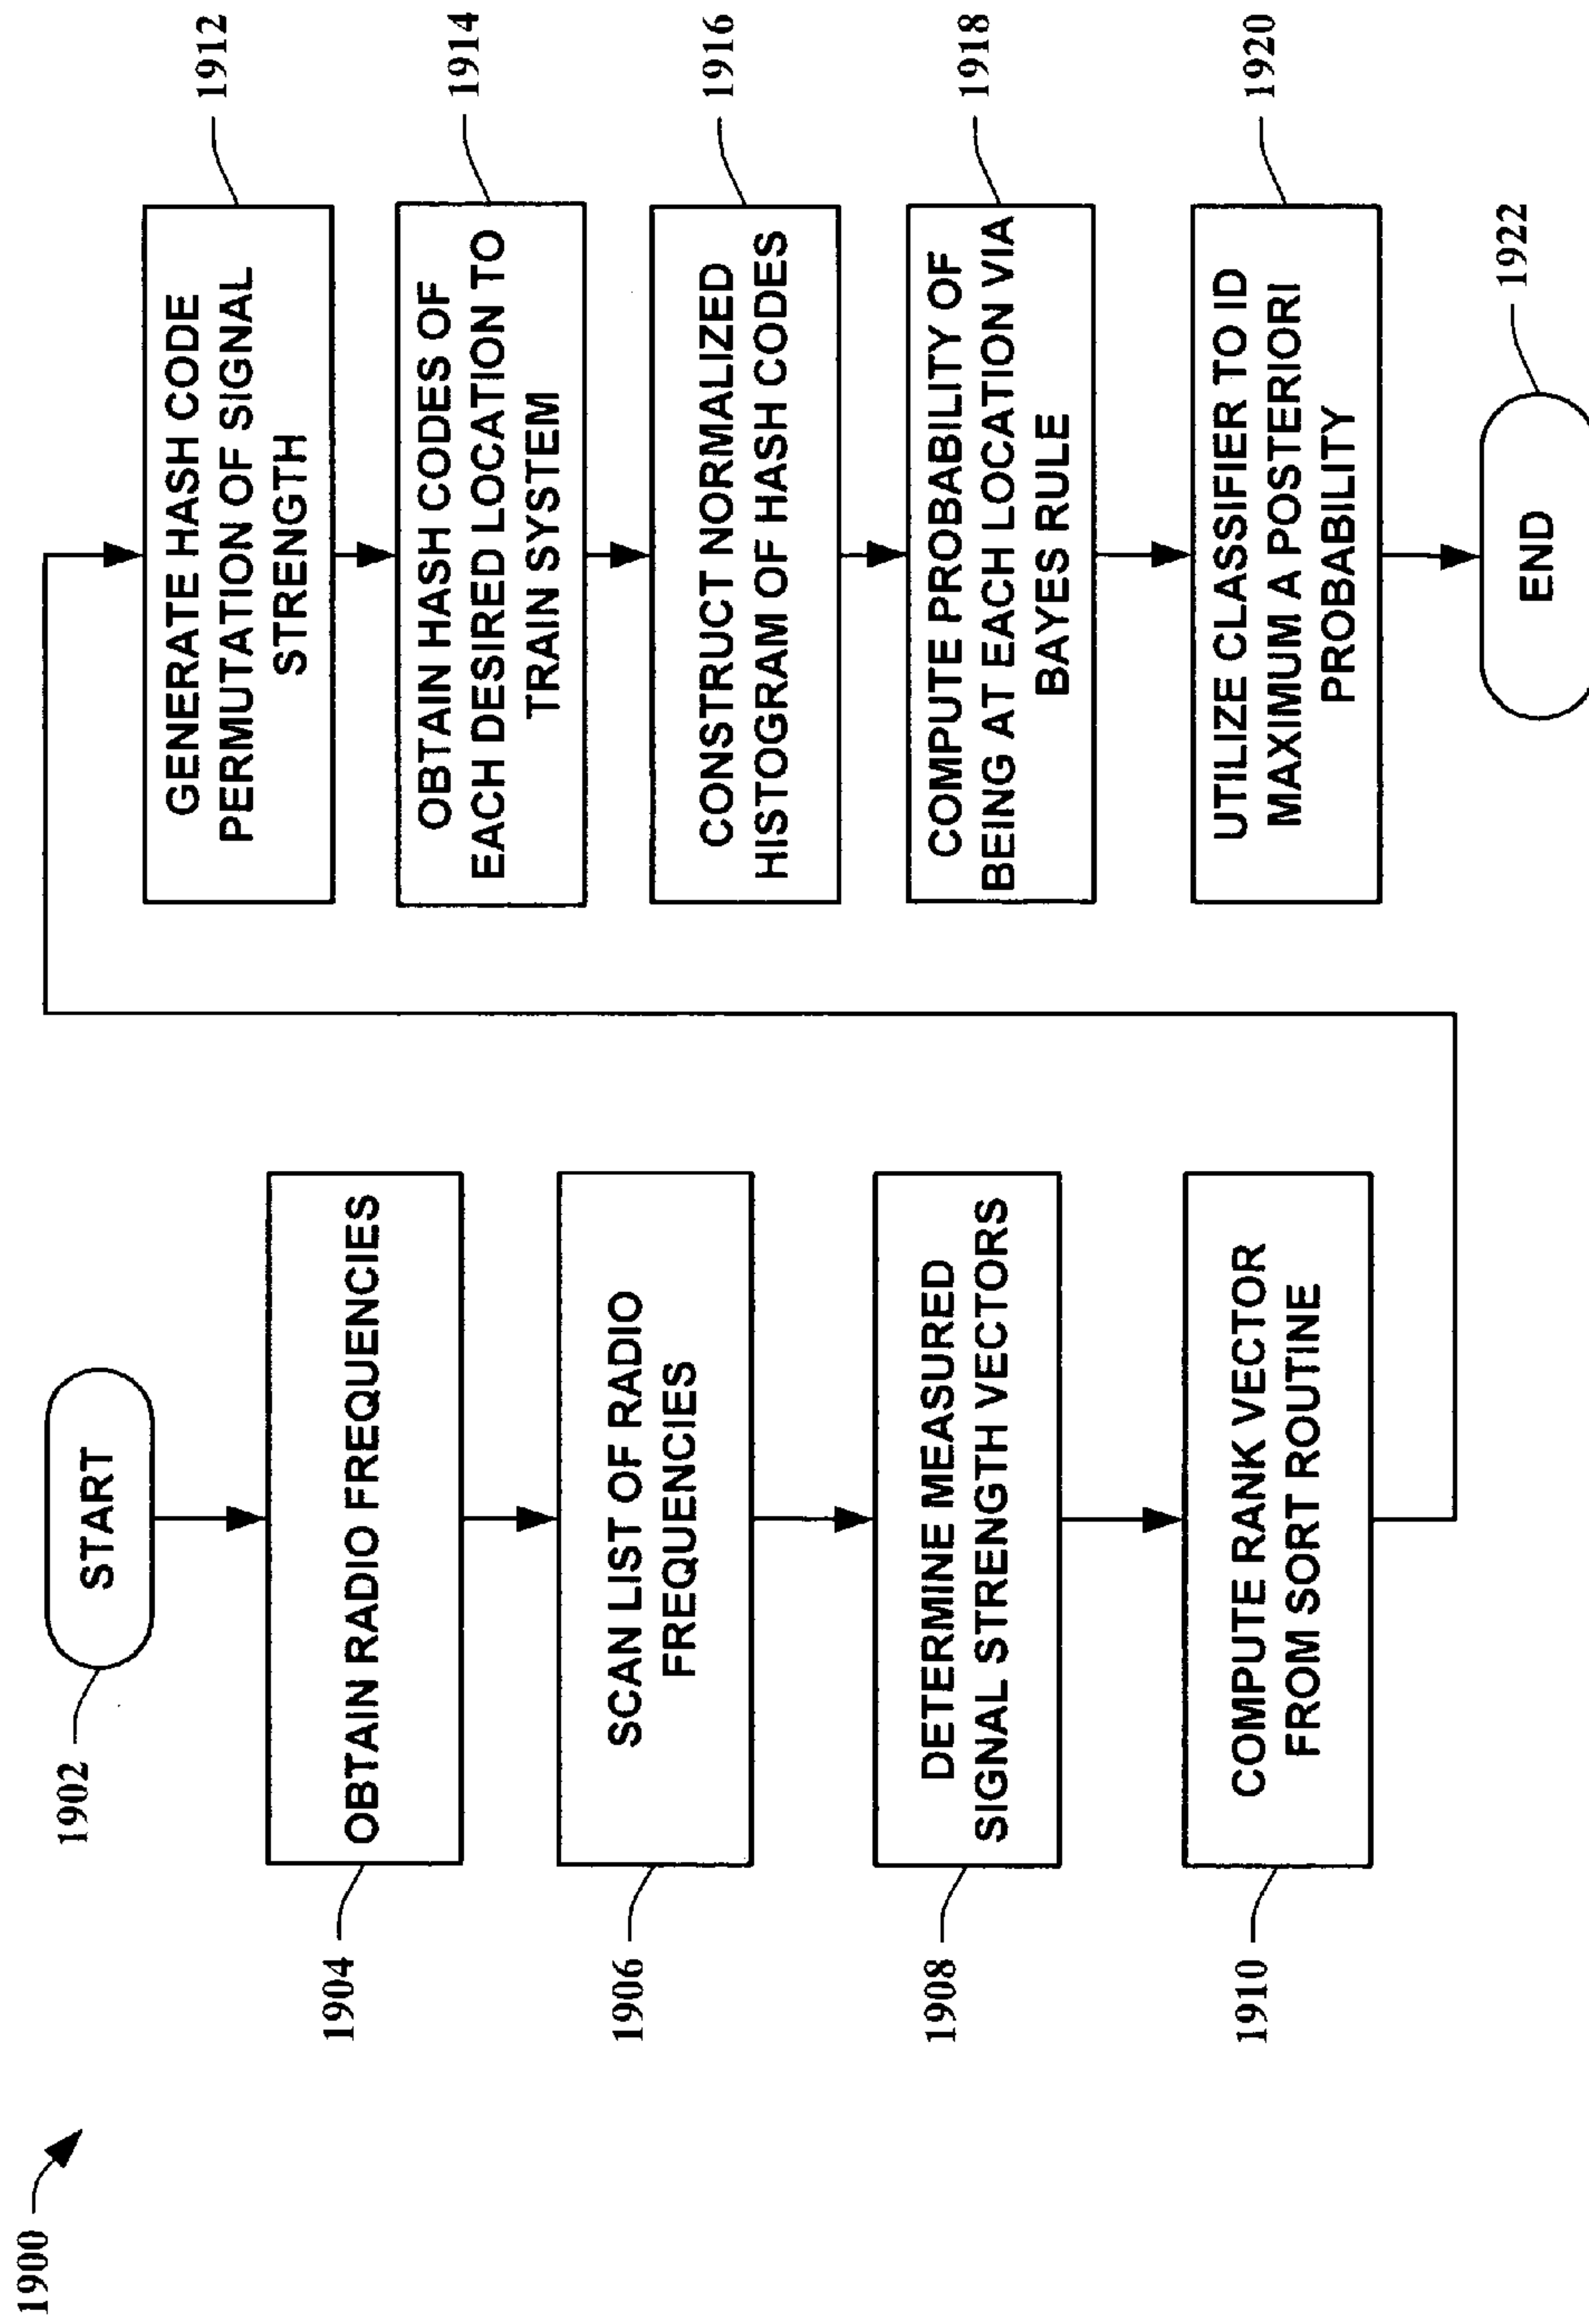 1900
1902
START
1904
OBTAIN RADIO FREQUENCIES
1906
SCAN LIST OF RADIO
FREQUENCIES
1908
DETERMINE MEASURED
SIGNAL STRENGTH VECTORS
1910
COMPUTE RANK VECTOR
FROM SORT ROUTINE
1912
GENERATE HASH CODE
PERMUTATION OF SIGNAL
STRENGTH
1914
OBTAIN HASH CODES OF
EACH DESIRED LOCATION TO
TRAIN SYSTEM
1916
CONSTRUCT NORMALIZED
HISTOGRAM OF HASH CODES
1918
COMPUTE PROBABILITY OF
BEING AT EACH LOCATION VIA
BAYES RULE
1920
UTILIZE CLASSIFIER TO ID
MAXIMUM A POSTERIORI
PROBABILITY
1922
END